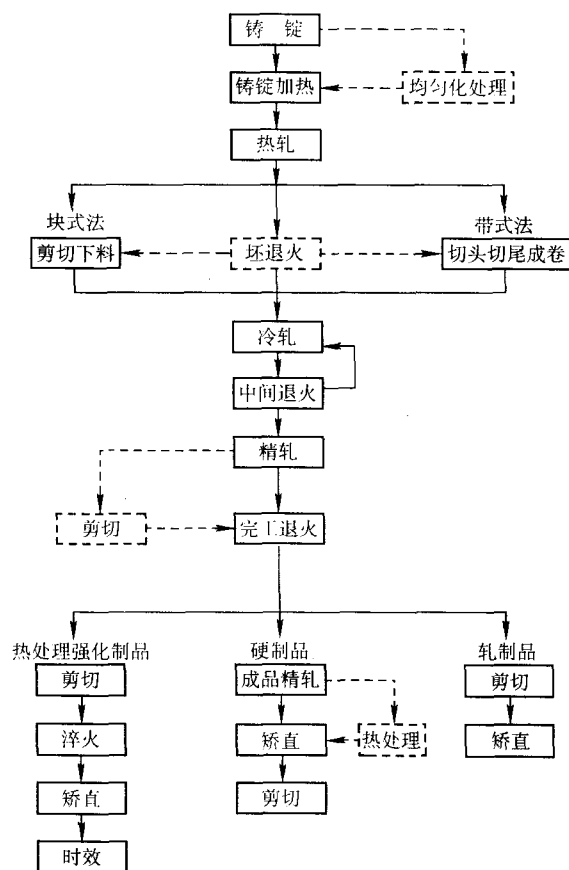 铸 锭
铸锭加热
均匀化处理
热轧
块式法
带式法
剪切下料
坯退火
切头切尾成卷
冷轧
中间退火
精轧
剪切
完工退火
热处理强化制品
硬制品
轧制品
剪切
成品精轧
剪切
淬火
矫直
热处理
矫直
矫直
剪切
时效